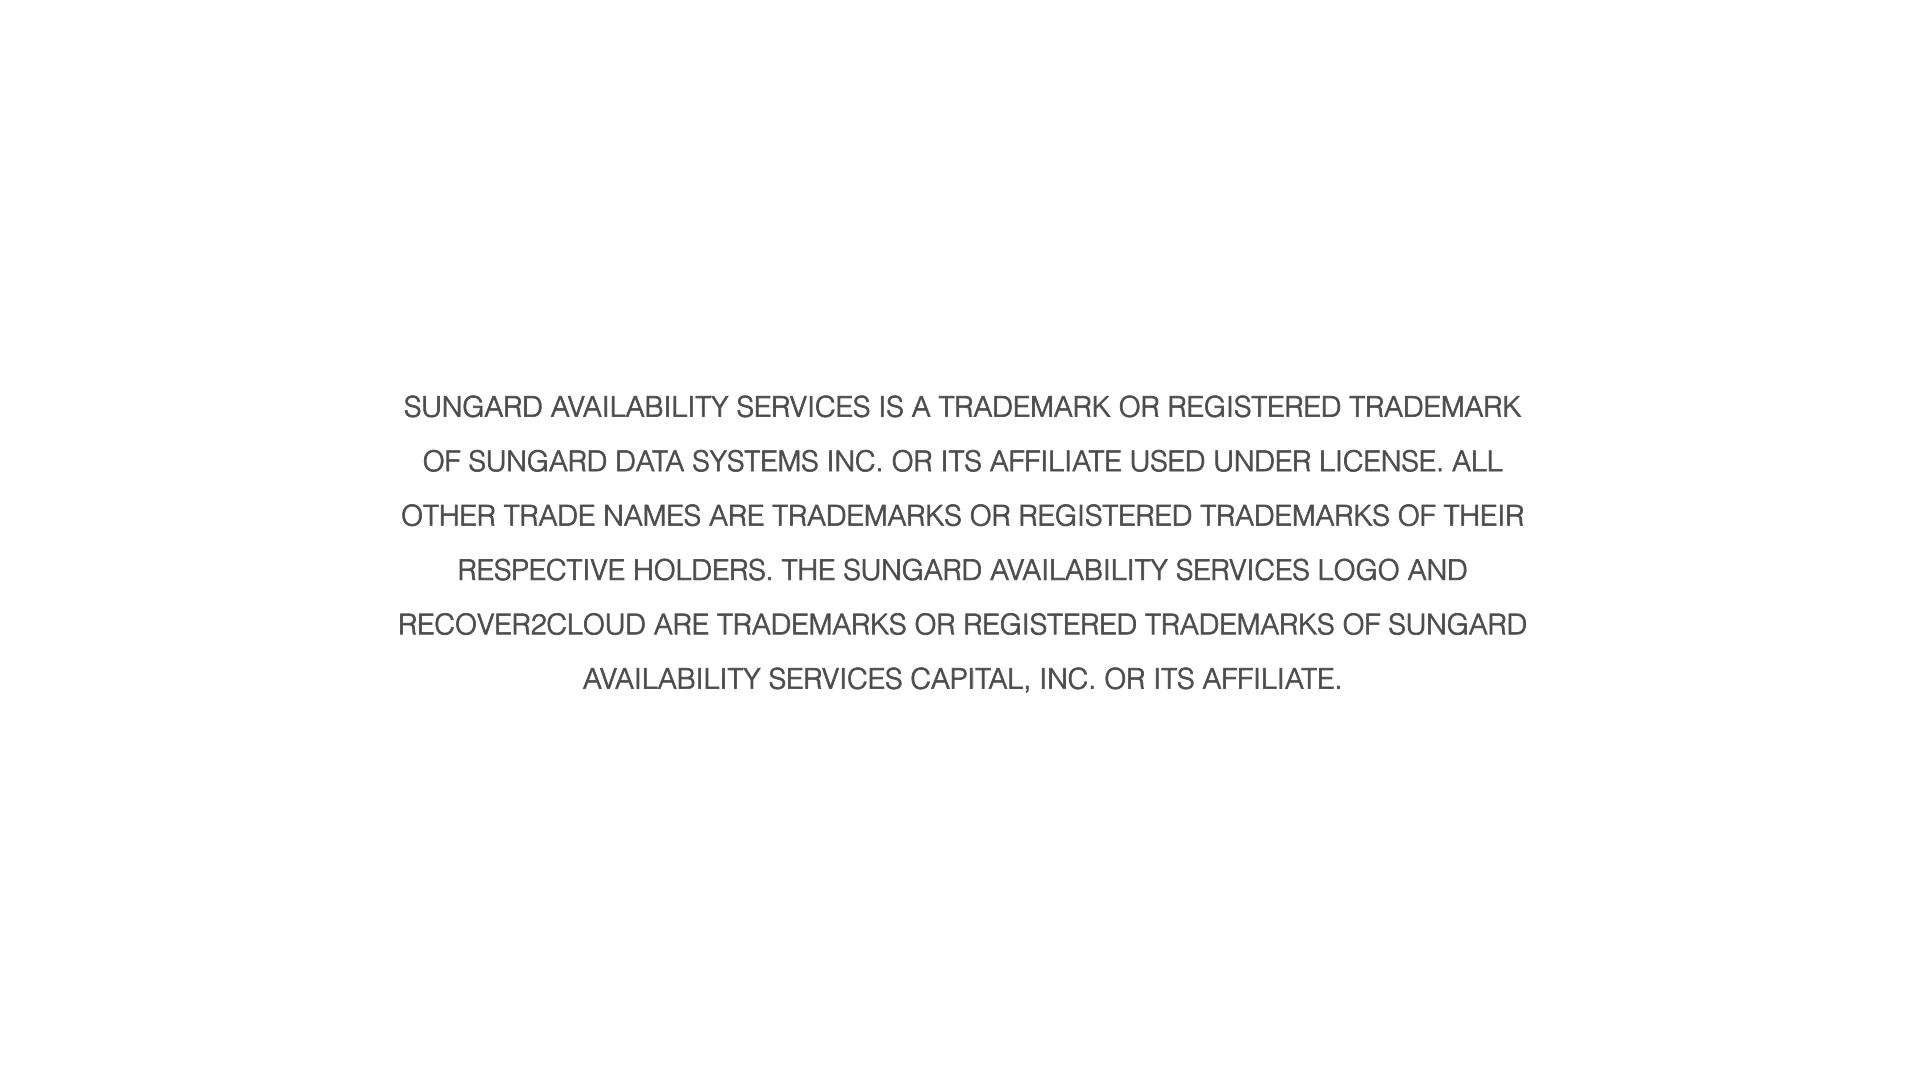 SUNGARD AVAILABILITY SERVICES IS A TRADEMARK OR REGISTERED TRADEMARK
OF SUNGARD DATA SYSTEMS INC. OR ITS AFFILIATE USED UNDER LICENSE. ALL
OTHER TRADE NAMES ARE TRADEMARKS OR REGISTERED TRADEMARKS OF THEIR
RESPECTIVE HOLDERS. THE SUNGARD AVAILABILITY SERVICES LOGO AND
RECOVER2CLOUD ARE TRADEMARKS OR REGISTERED TRADEMARKS OF SUNGARD
AVAILABILITY SERVICES CAPITAL, INC. OR ITS AFFILIATE.